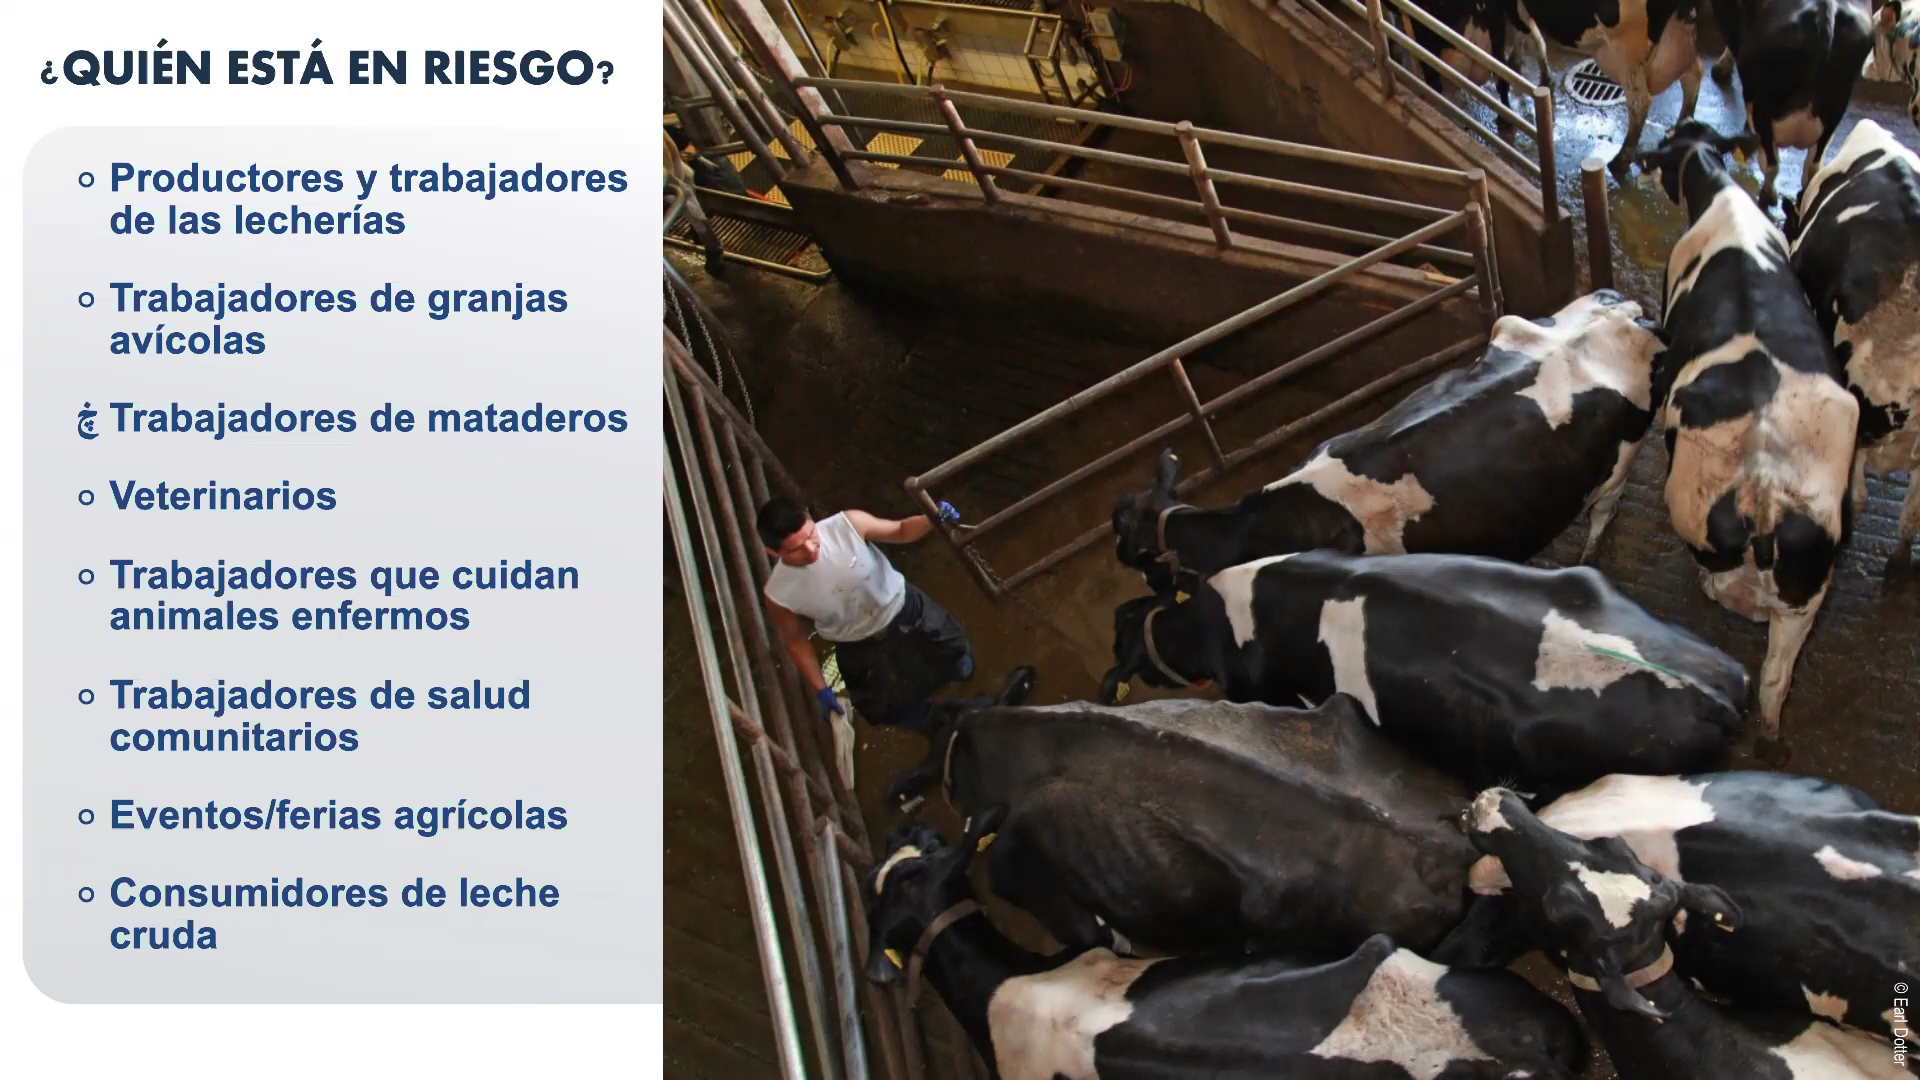 ¿QUIÉN ESTÁ EN RIESGO?
o Productores y trabajadores
de las lecherías
o Trabajadores de granjas
avícolas
خ Trabajadores de mataderos
o Veterinarios
o Trabajadores que cuidan
animales enfermos
o Trabajadores de salud
comunitarios
o Eventos/ferias agrícolas
o Consumidores de leche
cruda
© Earl Dotter